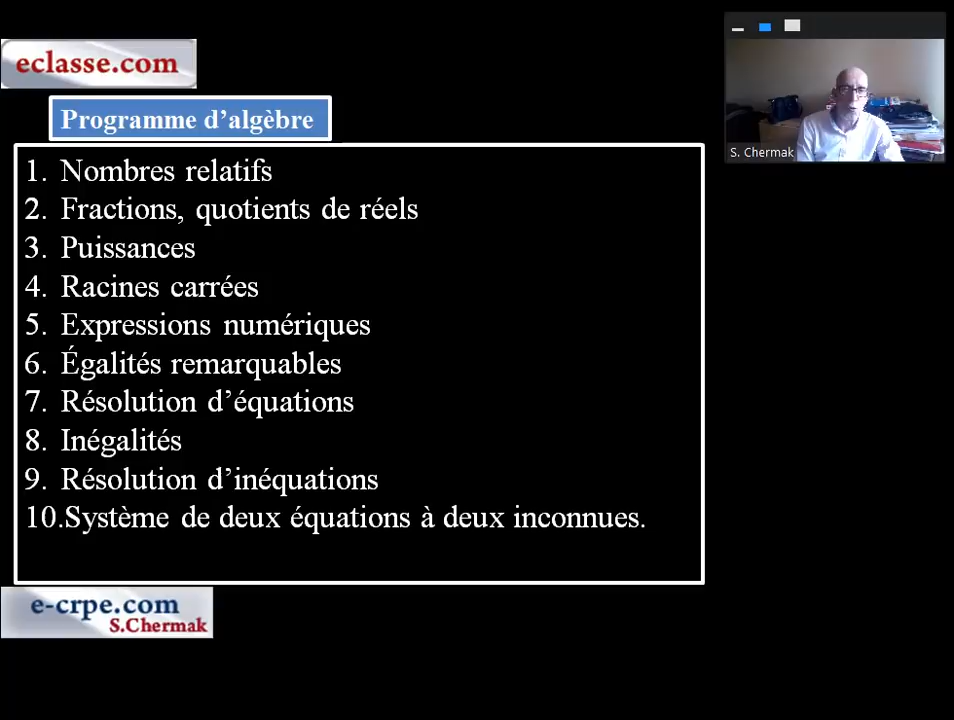 eclasse.com
Programme d’algèbre
1. Nombres relatifs
2. Fractions, quotients de réels
3. Puissances
4. Racines carrées
5. Expressions numériques
6. Égalités remarquables
7. Résolution d’équations
8. Inégalités
9. Résolution d’inéquations
10.Système de deux équations à deux inconnues.
e-crpe.com
S.Chermak
S. Chermak